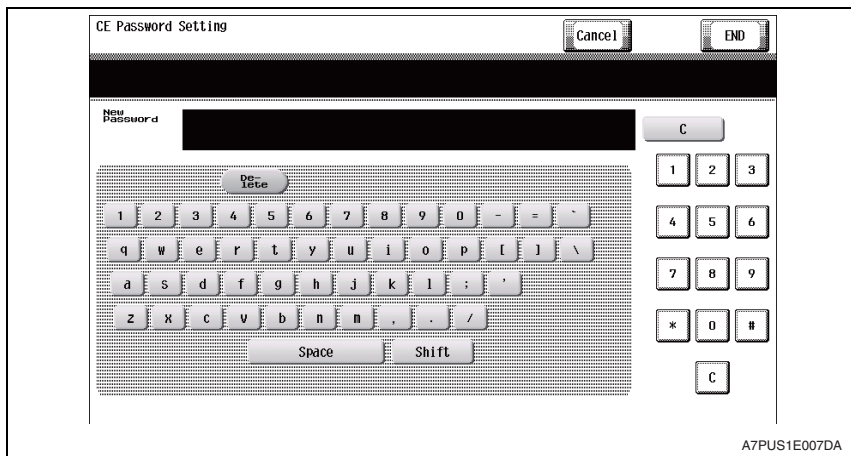 CE Password Setting Cancel END
New
Password
C
De-
lete
1 2 3
1 2 3 4 5 6 7 8 9 0 - = `
4 5 6
q w e r t y u i o p [ ] \
a s d f g h j k l ; '
7 8 9
z x c v b n m , . /
* 0 #
Space Shift
C
A7PUS1E007DA